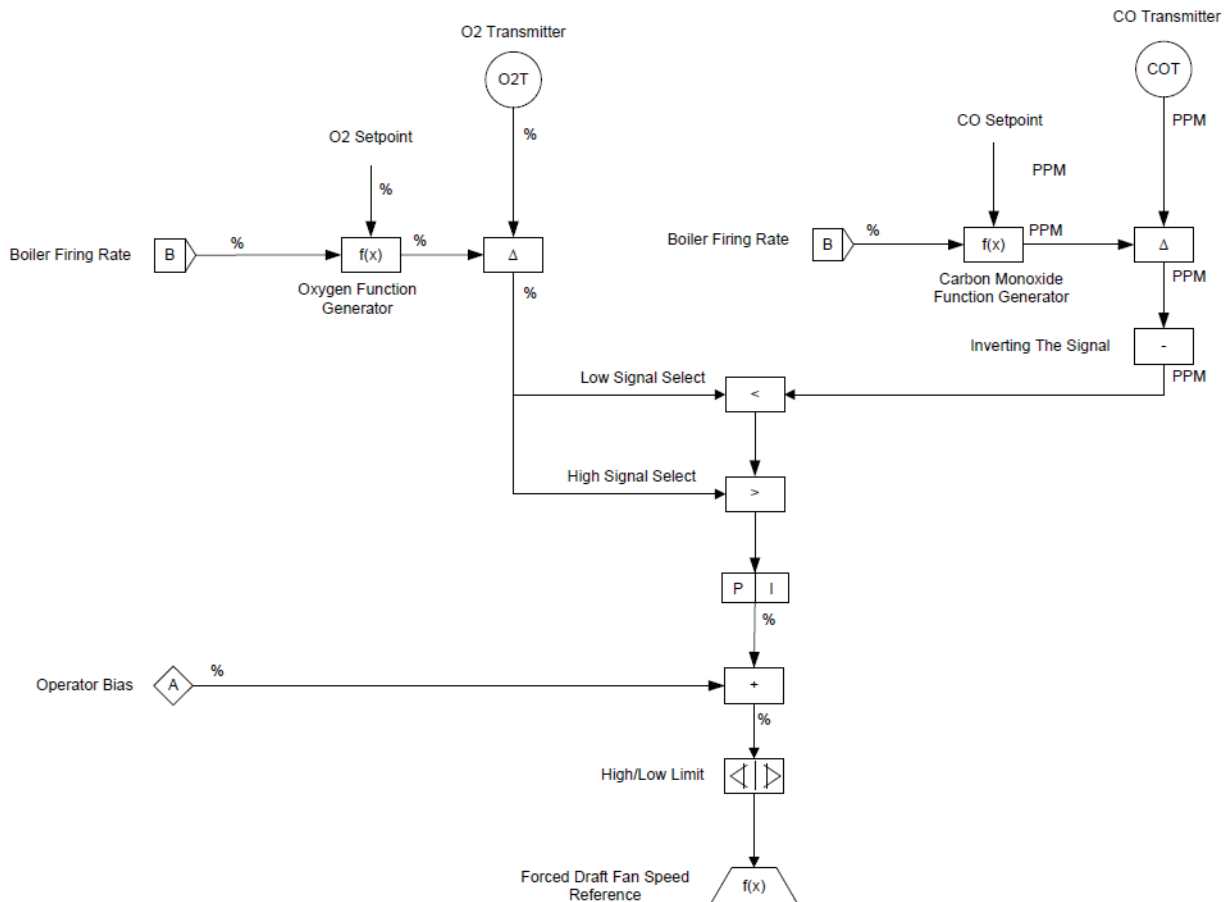 CO Transmitter
O2 Transmitter
COT
O2T
%
PPM
O2 Setpoint
CO Setpoint
%
PPM
Boiler Firing Rate
B
%
f(x)
%
Δ
Oxygen Function
Generator
%
Boiler Firing Rate
B
%
f(x)
PPM
Δ
Carbon Monoxide
Function Generator
PPM
Inverting The Signal
-
PPM
Low Signal Select
<
High Signal Select
>
P I
%
Operator Bias
A
%
+
%
High/Low Limit
Forced Draft Fan Speed
Reference
f(x)